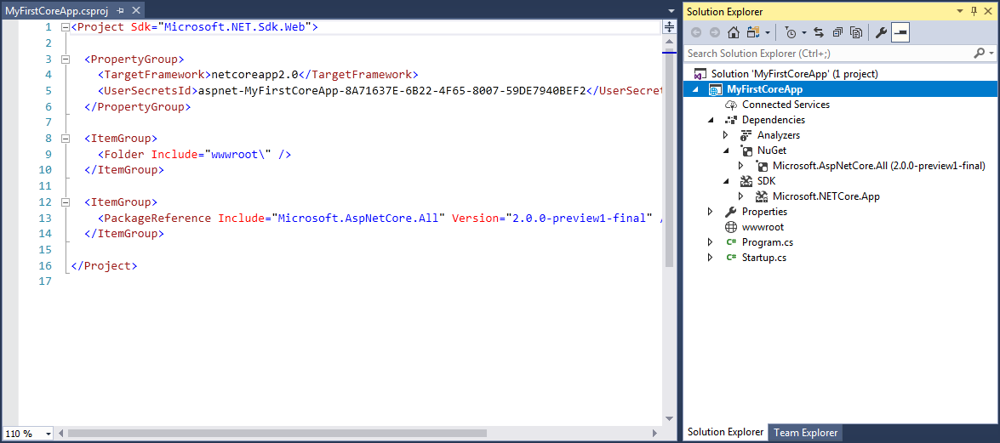 MyFirstCoreApp.csproj
1 <Project Sdk="Microsoft.NET.Sdk.Web">
2
3 <PropertyGroup>
4 <TargetFramework>netcoreapp2.0</TargetFramework>
5 <UserSecretsId>aspnet-MyFirstCoreApp-8A71637E-6B22-4F65-8007-59DE7940BEF2</UserSecret
6 </PropertyGroup>
7
8 <ItemGroup>
9 <Folder Include="wwwroot\" />
10 </ItemGroup>
11
12 <ItemGroup>
13 <PackageReference Include="Microsoft.AspNetCore.All" Version="2.0.0-preview1-final" /
14 </ItemGroup>
15
16 </Project>
17
110 %
Solution Explorer
Search Solution Explorer (Ctrl+;)
Solution 'MyFirstCoreApp' (1 project)
MyFirstCoreApp
Connected Services
Dependencies
Analyzers
NuGet
Microsoft.AspNetCore.All (2.0.0-preview1-final)
SDK
Microsoft.NETCore.App
Properties
wwwroot
C# Program.cs
C# Startup.cs
Solution Explorer Team Explorer